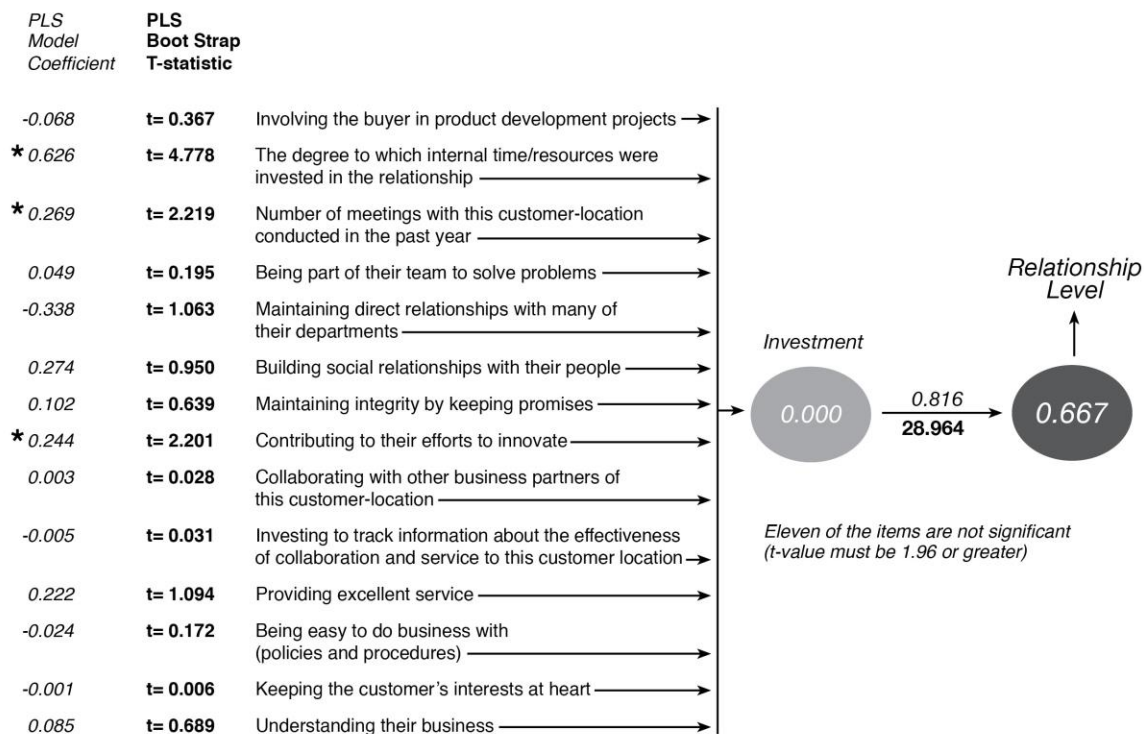 PLS Model Coefficient
PLS Boot Strap T-statistic
-0.068 t= 0.367 Involving the buyer in product development projects
* 0.626 t= 4.778 The degree to which internal time/resources were
invested in the relationship
* 0.269 t= 2.219 Number of meetings with this customer-location
conducted in the past year
0.049 t= 0.195 Being part of their team to solve problems
-0.338 t= 1.063 Maintaining direct relationships with many of
their departments
0.274 t= 0.950 Building social relationships with their people
0.102 t= 0.639 Maintaining integrity by keeping promises
* 0.244 t= 2.201 Contributing to their efforts to innovate
0.003 t= 0.028 Collaborating with other business partners of
this customer-location
-0.005 t= 0.031 Investing to track information about the effectiveness
of collaboration and service to this customer location
0.222 t= 1.094 Providing excellent service
-0.024 t= 0.172 Being easy to do business with
(policies and procedures)
-0.001 t= 0.006 Keeping the customer's interests at heart
0.085 t= 0.689 Understanding their business
Investment
0.000
0.816
28.964
Relationship
Level
0.667
Eleven of the items are not significant
(t-value must be 1.96 or greater)